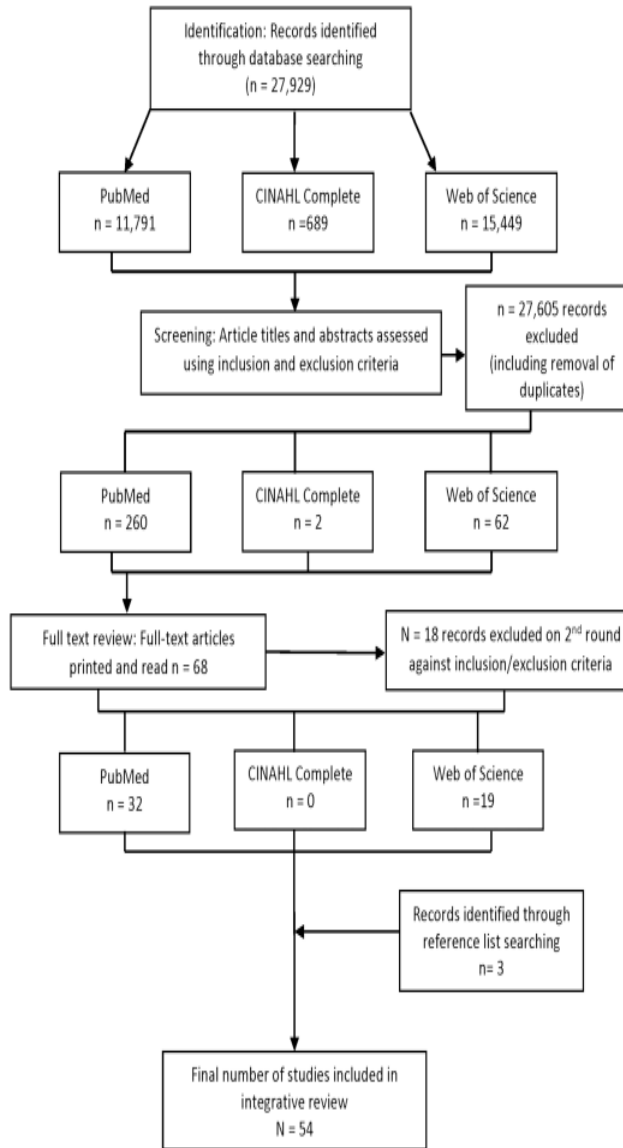 Identification: Records identified
through database searching
(n = 27,929)
PubMed
n = 11,791
CINAHL Complete
n =689
Web of Science
n = 15,449
Screening: Article titles and abstracts assessed
using inclusion and exclusion criteria
n = 27,605 records
excluded
(including removal of
duplicates)
PubMed
n = 260
CINAHL Complete
n = 2
Web of Science
n = 62
Full text review: Full-text articles
printed and read n = 68
N = 18 records excluded on 2nd round
against inclusion/exclusion criteria
PubMed
n = 32
CINAHL Complete
n = 0
Web of Science
n =19
Records identified through
reference list searching
n= 3
Final number of studies included in
integrative review
N = 54